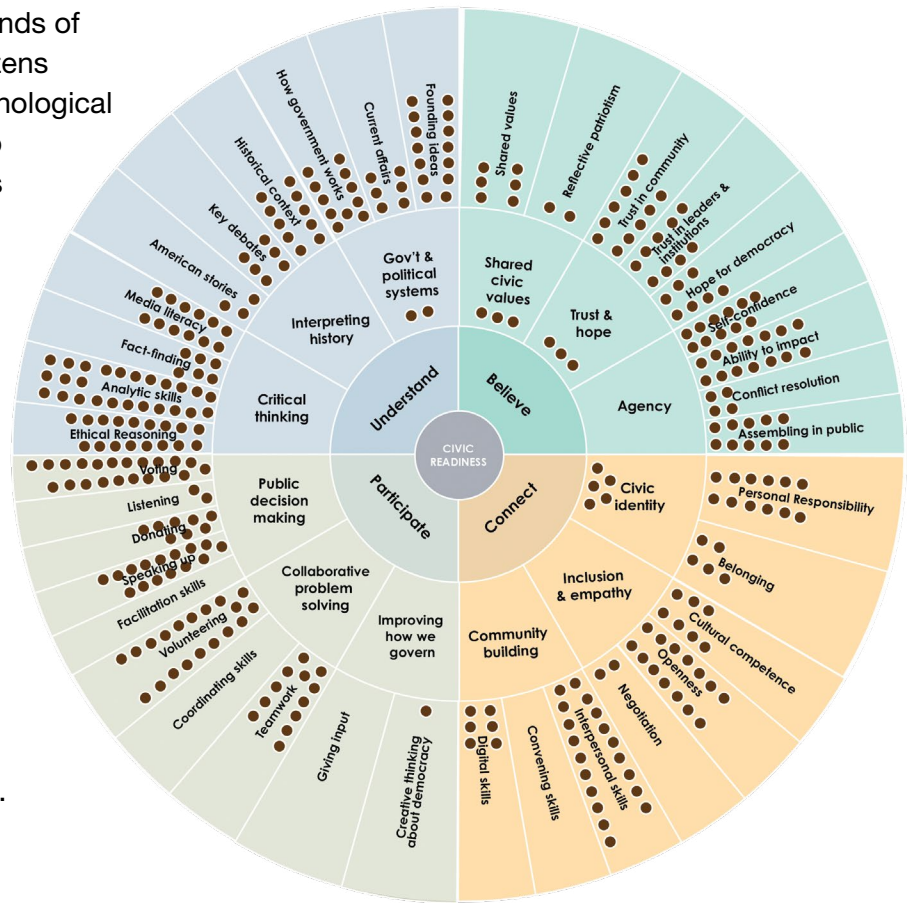 nds of
zens
hnological
s
.
CIVIC
READINESS
Understand
Believe
Connect
Participate
Gov't &
political
systems
Interpreting
history
Critical
thinking
Shared
civic
values
Trust &
hope
Agency
Civic
identity
Inclusion
& empathy
Community
building
Improving
how we
govern
Collaborative
problem
solving
Public
decision
making
Founding ideas
Current affairs
How government works
Historical context
Key debates
American stories
Media literacy
Fact-finding
Analytic skills
Ethical Reasoning
Shared values
Reflective patriotism
Trust in community
Trust in leaders &
institutions
Hope for democracy
Self-confidence
Ability to impact
Conflict resolution
Assembling in public
Personal Responsibility
Belonging
Cultural competence
Openness
Negotiation
Interpersonal skills
Convening skills
Digital skills
Creative thinking
about democracy
Giving input
Teamwork
Coordinating skills
Volunteering
Facilitation skills
Speaking up
Donating
Listening
Voting